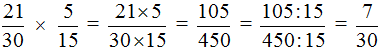 21/30 × 5/15 = 21×5/30×15 = 105/450 = 105:15/450:15 = 7/30